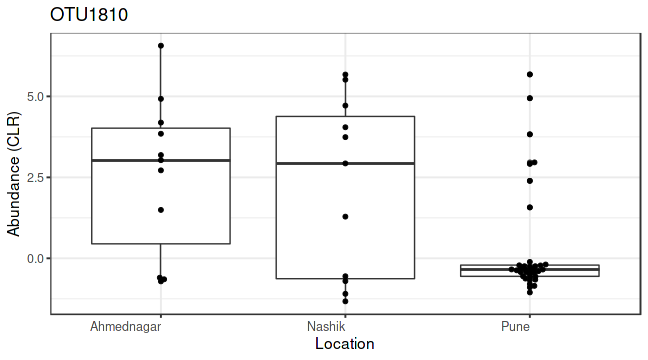 OTU1810
Abundance (CLR)
5.0
2.5
0.0
Ahmednagar
Nashik
Pune
Location